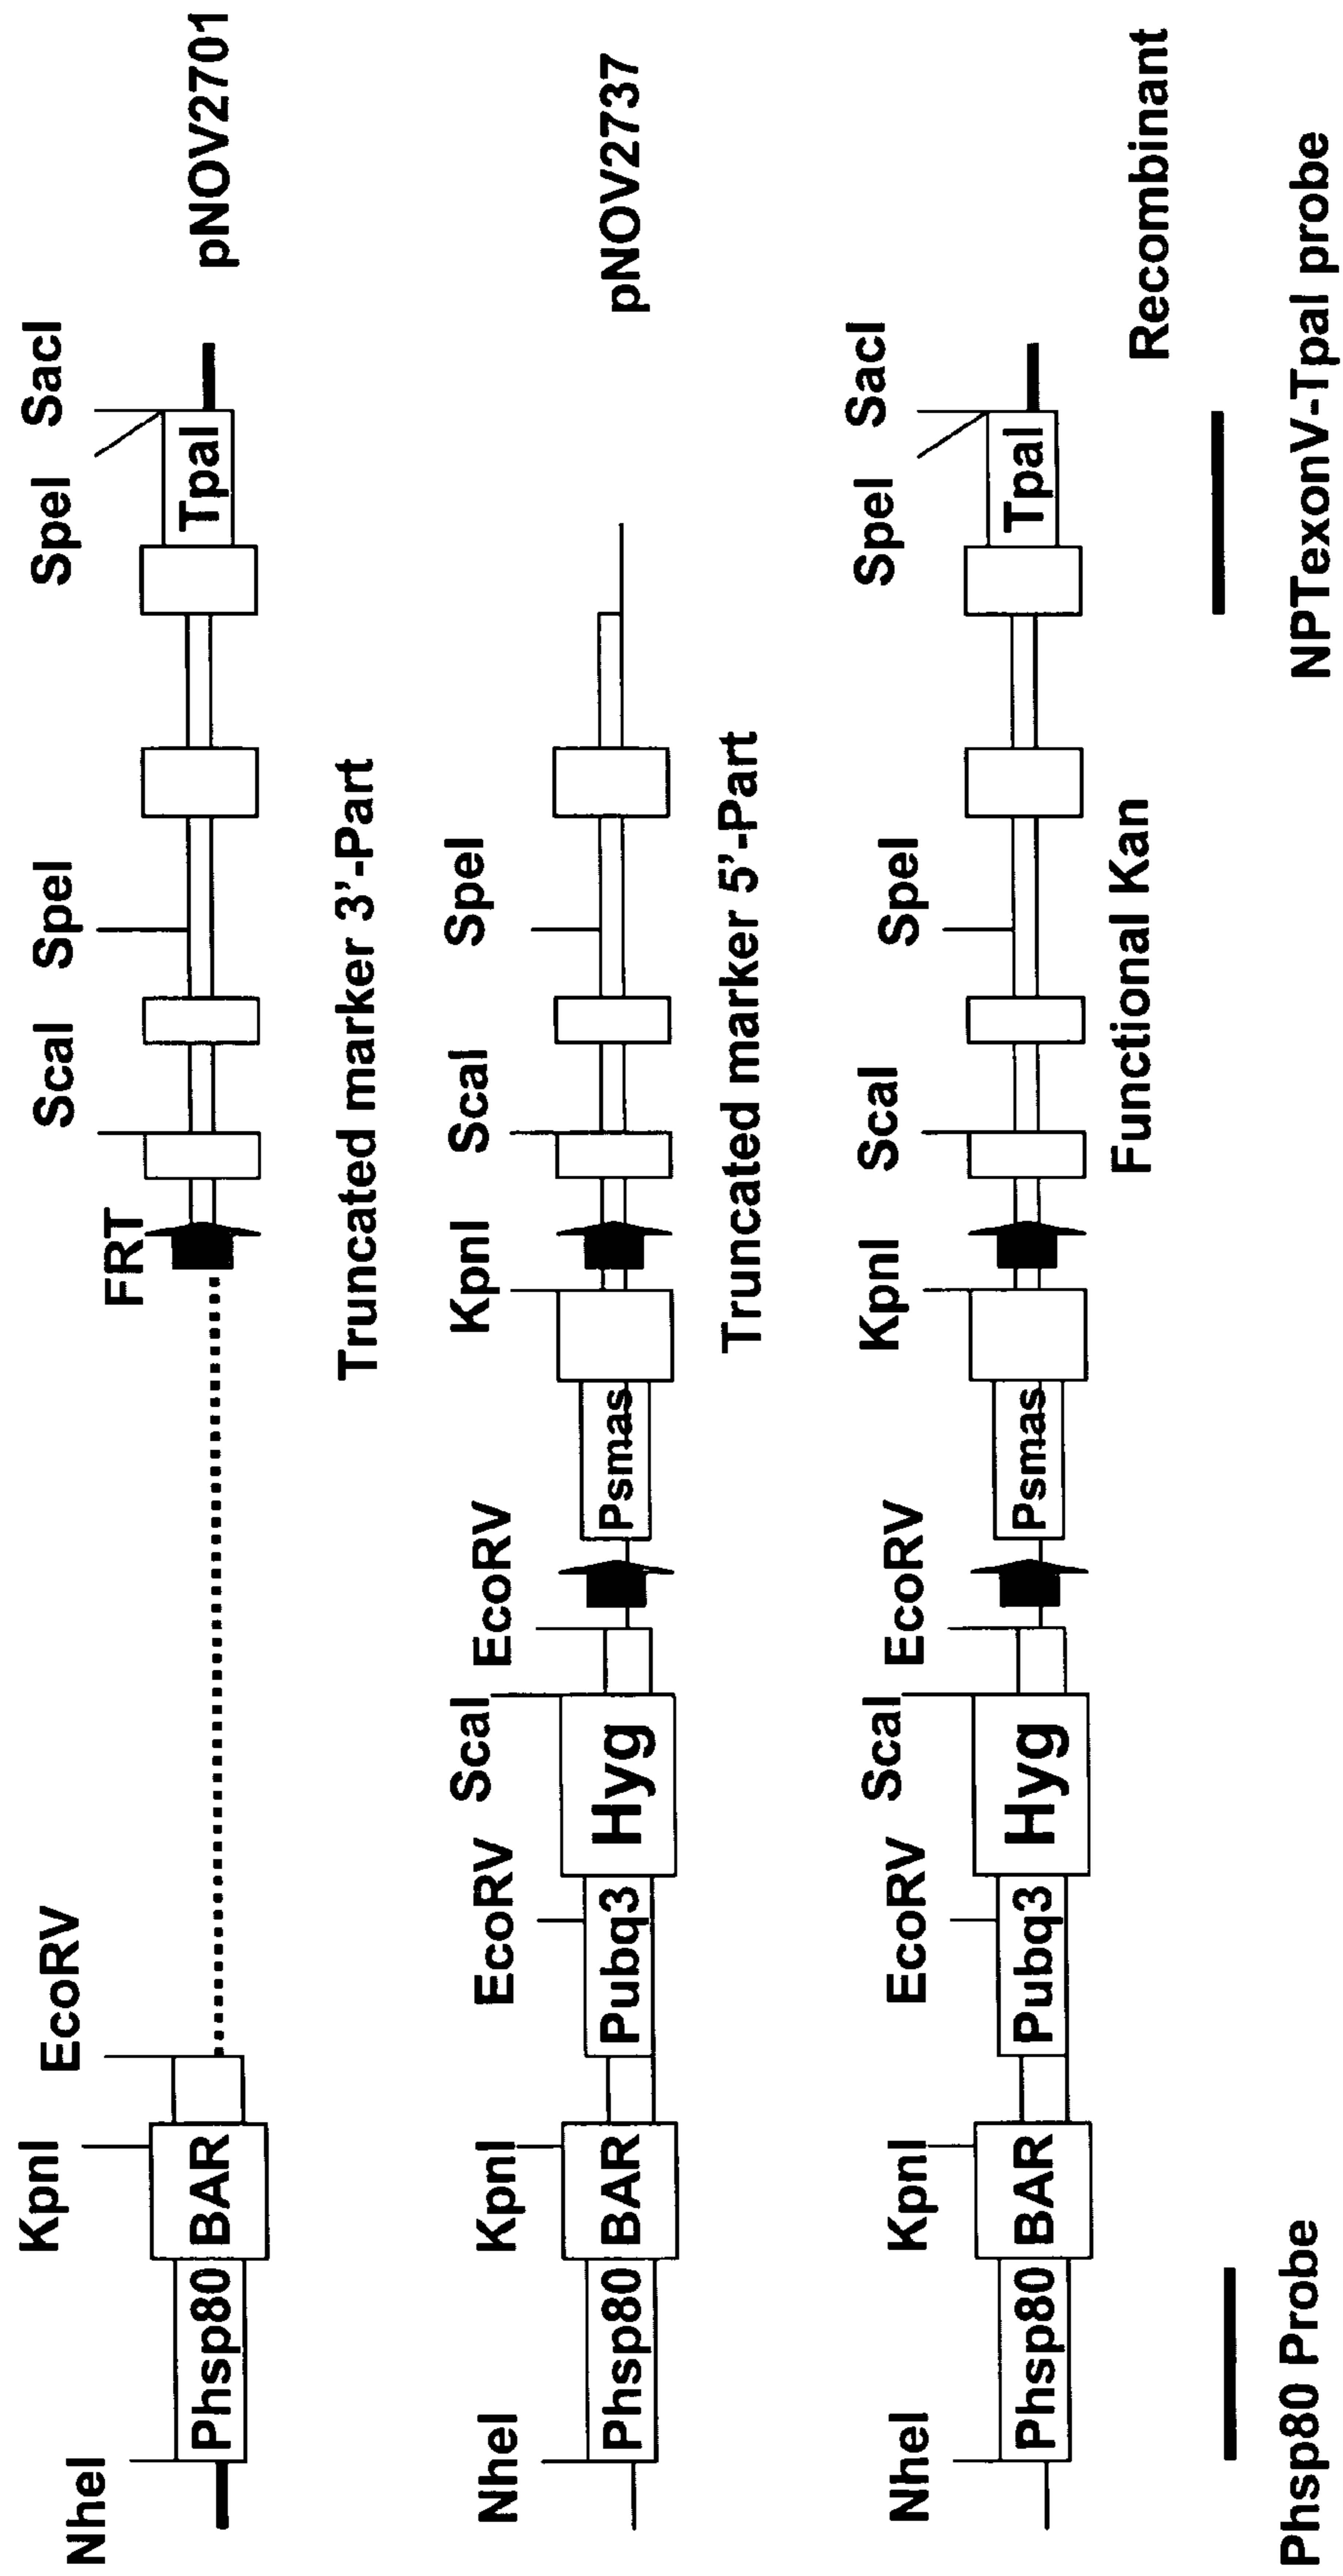 NheI KpnI EcoRV FRT ScaI SpeI SpeI SacI
Phsp80 BAR Tpal pNOV2701
Truncated marker 3'-Part
NheI KpnI EcoRV ScaI EcoRV KpnI ScaI SpeI
Phsp80 BAR Pubq3 Hyg Psmas pNOV2737
Truncated marker 5'-Part
NheI KpnI EcoRV ScaI EcoRV KpnI ScaI SpeI SpeI SacI
Phsp80 BAR Pubq3 Hyg Psmas Tpal
Functional Kan Recombinant
Phsp80 Probe NPTexonV-Tpal probe